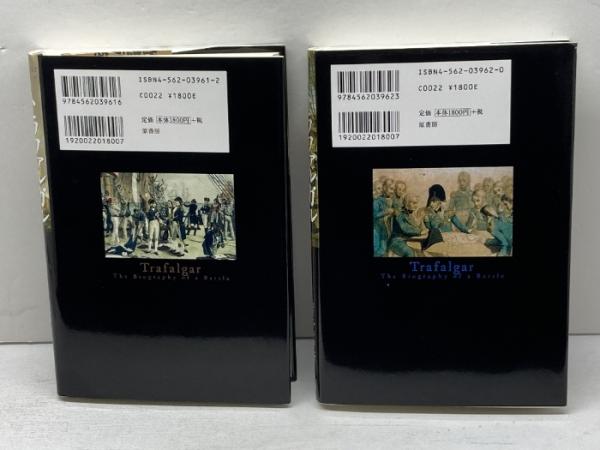 ISBN4-562-03961-2
C0022 ¥1800E
9784562039616
定価 本体1800円 +税
原書房
1920022018007
Trafalgar
The Biography of a Battle
ISBN4-562-03962-0
C0022 ¥1800E
9784562039623
定価 本体1800円 +税
原書房
1920022018007
Trafalgar
The Biography of a Battle